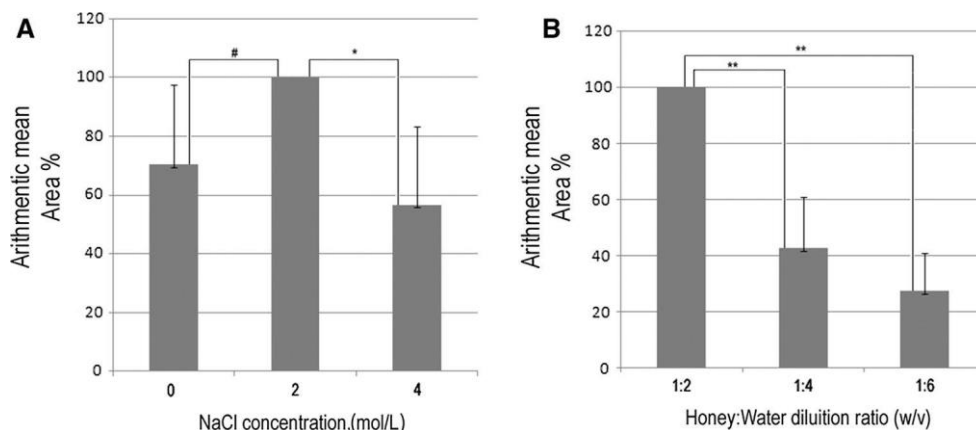 A
Arithmentic mean
Area %
120
100
80
60
40
20
0
#
*
0 2 4
NaCl concentration.(mol/L)
B
Arithmentic mean
Area %
120
100
80
60
40
20
0
**
**
1:2 1:4 1:6
Honey:Water diluition ratio (w/v)